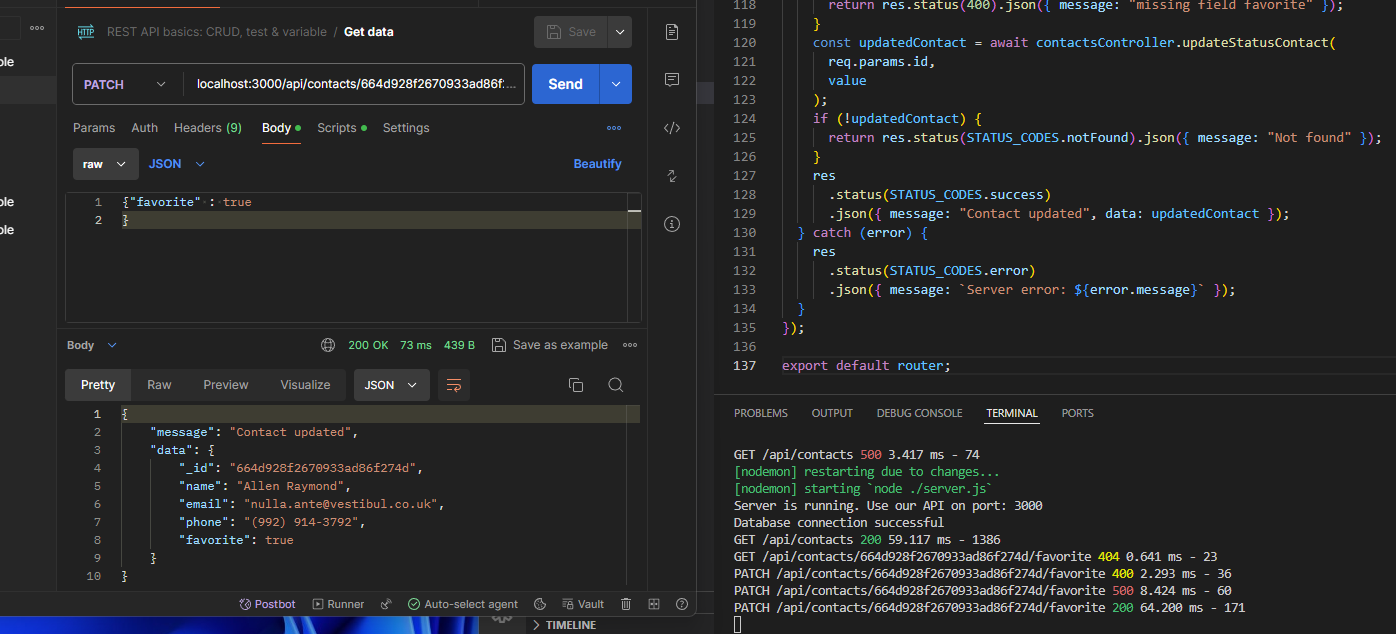 ole
ole
ole
REST API basics: CRUD, test & variable / Get data
Save
PATCH
localhost:3000/api/contacts/664d928f2670933ad86f:...
Send
Params Auth Headers (9) Body Scripts Settings
raw JSON Beautify
1 {"favorite" : true
2 }
Body 200 OK 73 ms 439 B Save as example
Pretty Raw Preview Visualize JSON
1 {
2 "message": "Contact updated",
3 "data": {
4 "_id": "664d928f2670933ad86f274d",
5 "name": "Allen Raymond",
6 "email": "nulla.ante@vestibul.co.uk",
7 "phone": "(992) 914-3792",
8 "favorite": true
9 }
10 }
Postbot Runner Auto-select agent Vault
118 return res.status(400).json({ message: "missing field favorite" });
119 }
120 const updatedContact = await contactsController.updateStatusContact(
121 req.params.id,
122 value
123 );
124 if (!updatedContact) {
125 return res.status(STATUS_CODES.notFound).json({ message: "Not found" });
126 }
127 res
128 .status(STATUS_CODES.success)
129 .json({ message: "Contact updated", data: updatedContact });
130 } catch (error) {
131 res
132 .status(STATUS_CODES.error)
133 .json({ message: `Server error: ${error.message}` });
134 }
135 });
136
137 export default router;
PROBLEMS OUTPUT DEBUG CONSOLE TERMINAL PORTS
GET /api/contacts 500 3.417 ms - 74
[nodemon] restarting due to changes...
[nodemon] starting `node ./server.js`
Server is running. Use our API on port: 3000
Database connection successful
GET /api/contacts 200 59.117 ms - 1386
GET /api/contacts/664d928f2670933ad86f274d/favorite 404 0.641 ms - 23
PATCH /api/contacts/664d928f2670933ad86f274d/favorite 400 2.293 ms - 36
PATCH /api/contacts/664d928f2670933ad86f274d/favorite 500 8.424 ms - 60
PATCH /api/contacts/664d928f2670933ad86f274d/favorite 200 64.200 ms - 171
TIMELINE